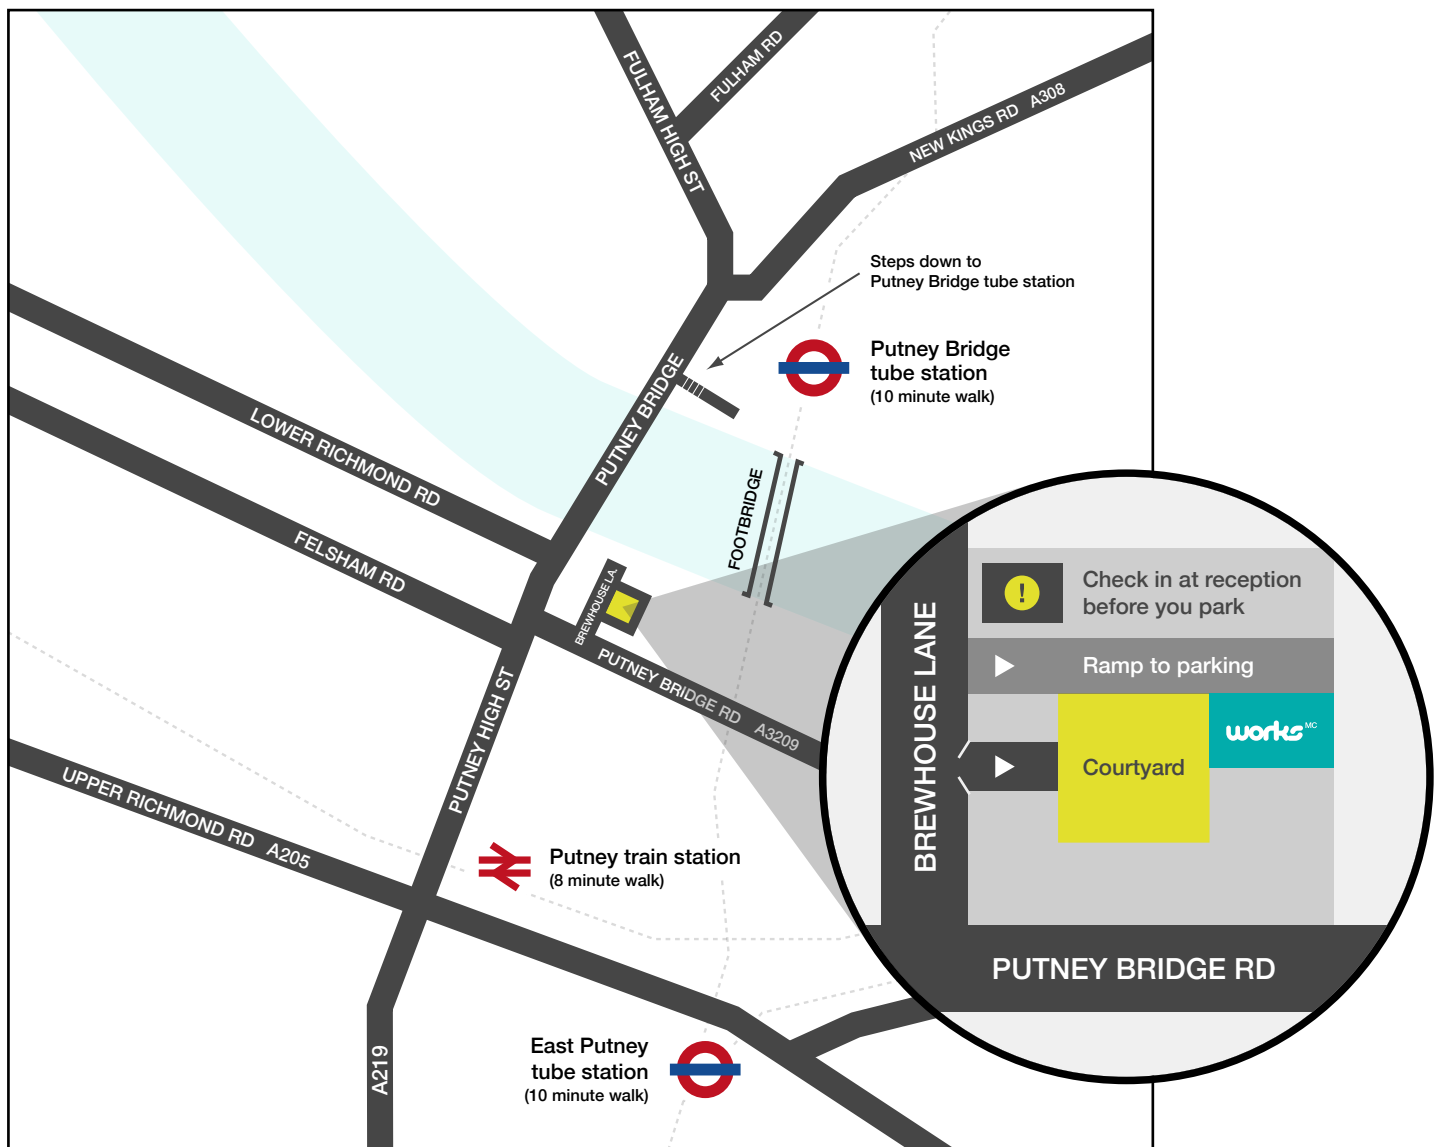 FULHAM HIGH ST
FULHAM RD
NEW KINGS RD A308
Steps down to
Putney Bridge tube station
Putney Bridge
tube station
(10 minute walk)
PUTNEY BRIDGE
LOWER RICHMOND RD
FELSHAM RD
FOOTBRIDGE
BREWHOUSE LA.
PUTNEY BRIDGE RD A3209
PUTNEY HIGH ST
UPPER RICHMOND RD A205
Putney train station
(8 minute walk)
East Putney
tube station
(10 minute walk)
A219
!
Check in at reception
before you park
Ramp to parking
BREWHOUSE LANE
works MC
Courtyard
PUTNEY BRIDGE RD